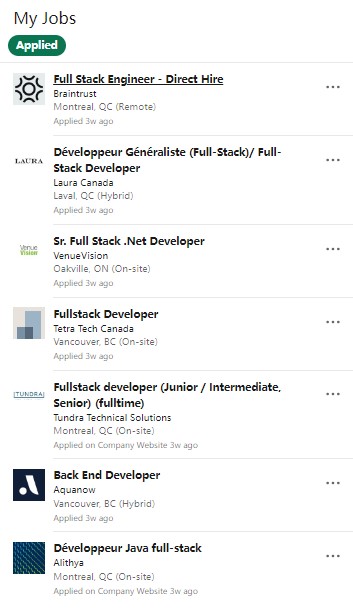 My Jobs
Applied
Full Stack Engineer - Direct Hire
Braintrust
Montreal, QC (Remote)
Applied 3w ago
LAURA
Développeur Généraliste (Full-Stack)/ Full-
Stack Developer
Laura Canada
Laval, QC (Hybrid)
Applied 3w ago
Venue
Vision
Sr. Full Stack .Net Developer
VenueVision
Oakville, ON (On-site)
Applied 3w ago
Fullstack Developer
Tetra Tech Canada
Vancouver, BC (On-site)
Applied 3w ago
TUNDRA
Fullstack developer (Junior / Intermediate,
Senior) (fulltime)
Tundra Technical Solutions
Montreal, QC (On-site)
Applied on Company Website 3w ago
Back End Developer
Aquanow
Vancouver, BC (Hybrid)
Applied 3w ago
Développeur Java full-stack
Alithya
Montreal, QC (On-site)
Applied on Company Website 3w ago